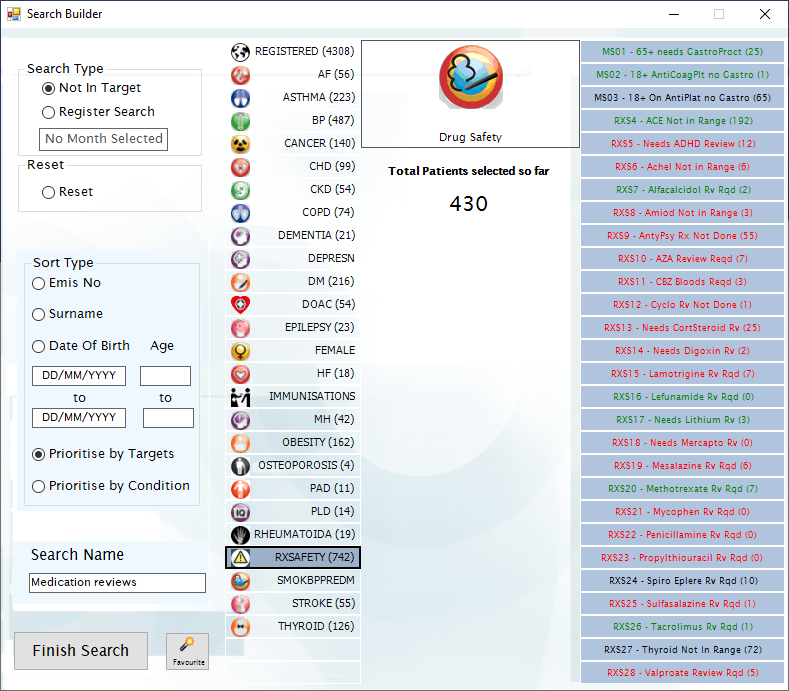 Search Builder
Search Type
Not In Target
Register Search
No Month Selected
Reset
Reset
Sort Type
Emis No
Surname
Date Of Birth Age
DD/MM/YYYY
to to
DD/MM/YYYY
Prioritise by Targets
Prioritise by Condition
Search Name
Medication reviews
Finish Search
Favourite
REGISTERED (4308)
AF (56)
ASTHMA (223)
BP (487)
CANCER (140)
CHD (99)
CKD (54)
COPD (74)
DEMENTIA (21)
DEPRESN
DM (216)
DOAC (54)
EPILEPSY (23)
FEMALE
HF (18)
IMMUNISATIONS
MH (42)
OBESITY (162)
OSTEOPOROSIS (4)
PAD (11)
IQ PLD (14)
RHEUMATOIDA (19)
RXSAFETY (742)
SMOKBPPREDM
STROKE (55)
THYROID (126)
Drug Safety
Total Patients selected so far
430
MS01 - 65+ needs GastroProct (25)
MS02 - 18+ AntiCoagPlt no Gastro (1)
MS03 - 18+ On AntiPlat no Gastro (65)
RXS4 - ACE Not in Range (192)
RXS5 - Needs ADHD Review (12)
RXS6 - AcheI Not in Range (6)
RXS7 - Alfacalcidol Rv Rqd (2)
RXS8 - Amiod Not in Range (3)
RXS9 - AntyPsy Rx Not Done (55)
RXS10 - AZA Review Reqd (7)
RXS11 - CBZ Bloods Reqd (3)
RXS12 - Cyclo Rv Not Done (1)
RXS13 - Needs CortSteroid Rv (25)
RXS14 - Needs Digoxin Rv (2)
RXS15 - Lamotrigine Rv Rqd (7)
RXS16 - Lefunamide Rv Rqd (0)
RXS17 - Needs Lithium Rv (3)
RXS18 - Needs Mercapto Rv (0)
RXS19 - Mesalazine Rv Rqd (6)
RXS20 - Methotrexate Rv Rqd (7)
RXS21 - Mycophen Rv Rqd (0)
RXS22 - Penicillamine Rv Rqd (0)
RXS23 - Propylthiouracil Rv Rqd (0)
RXS24 - Spiro Eplere Rv Rqd (10)
RXS25 - Sulfasalazine Rv Rqd (1)
RXS26 - Tacrolimus Rv Rqd (1)
RXS27 - Thyroid Not In Range (72)
RXS28 - Valproate Review Rqd (5)